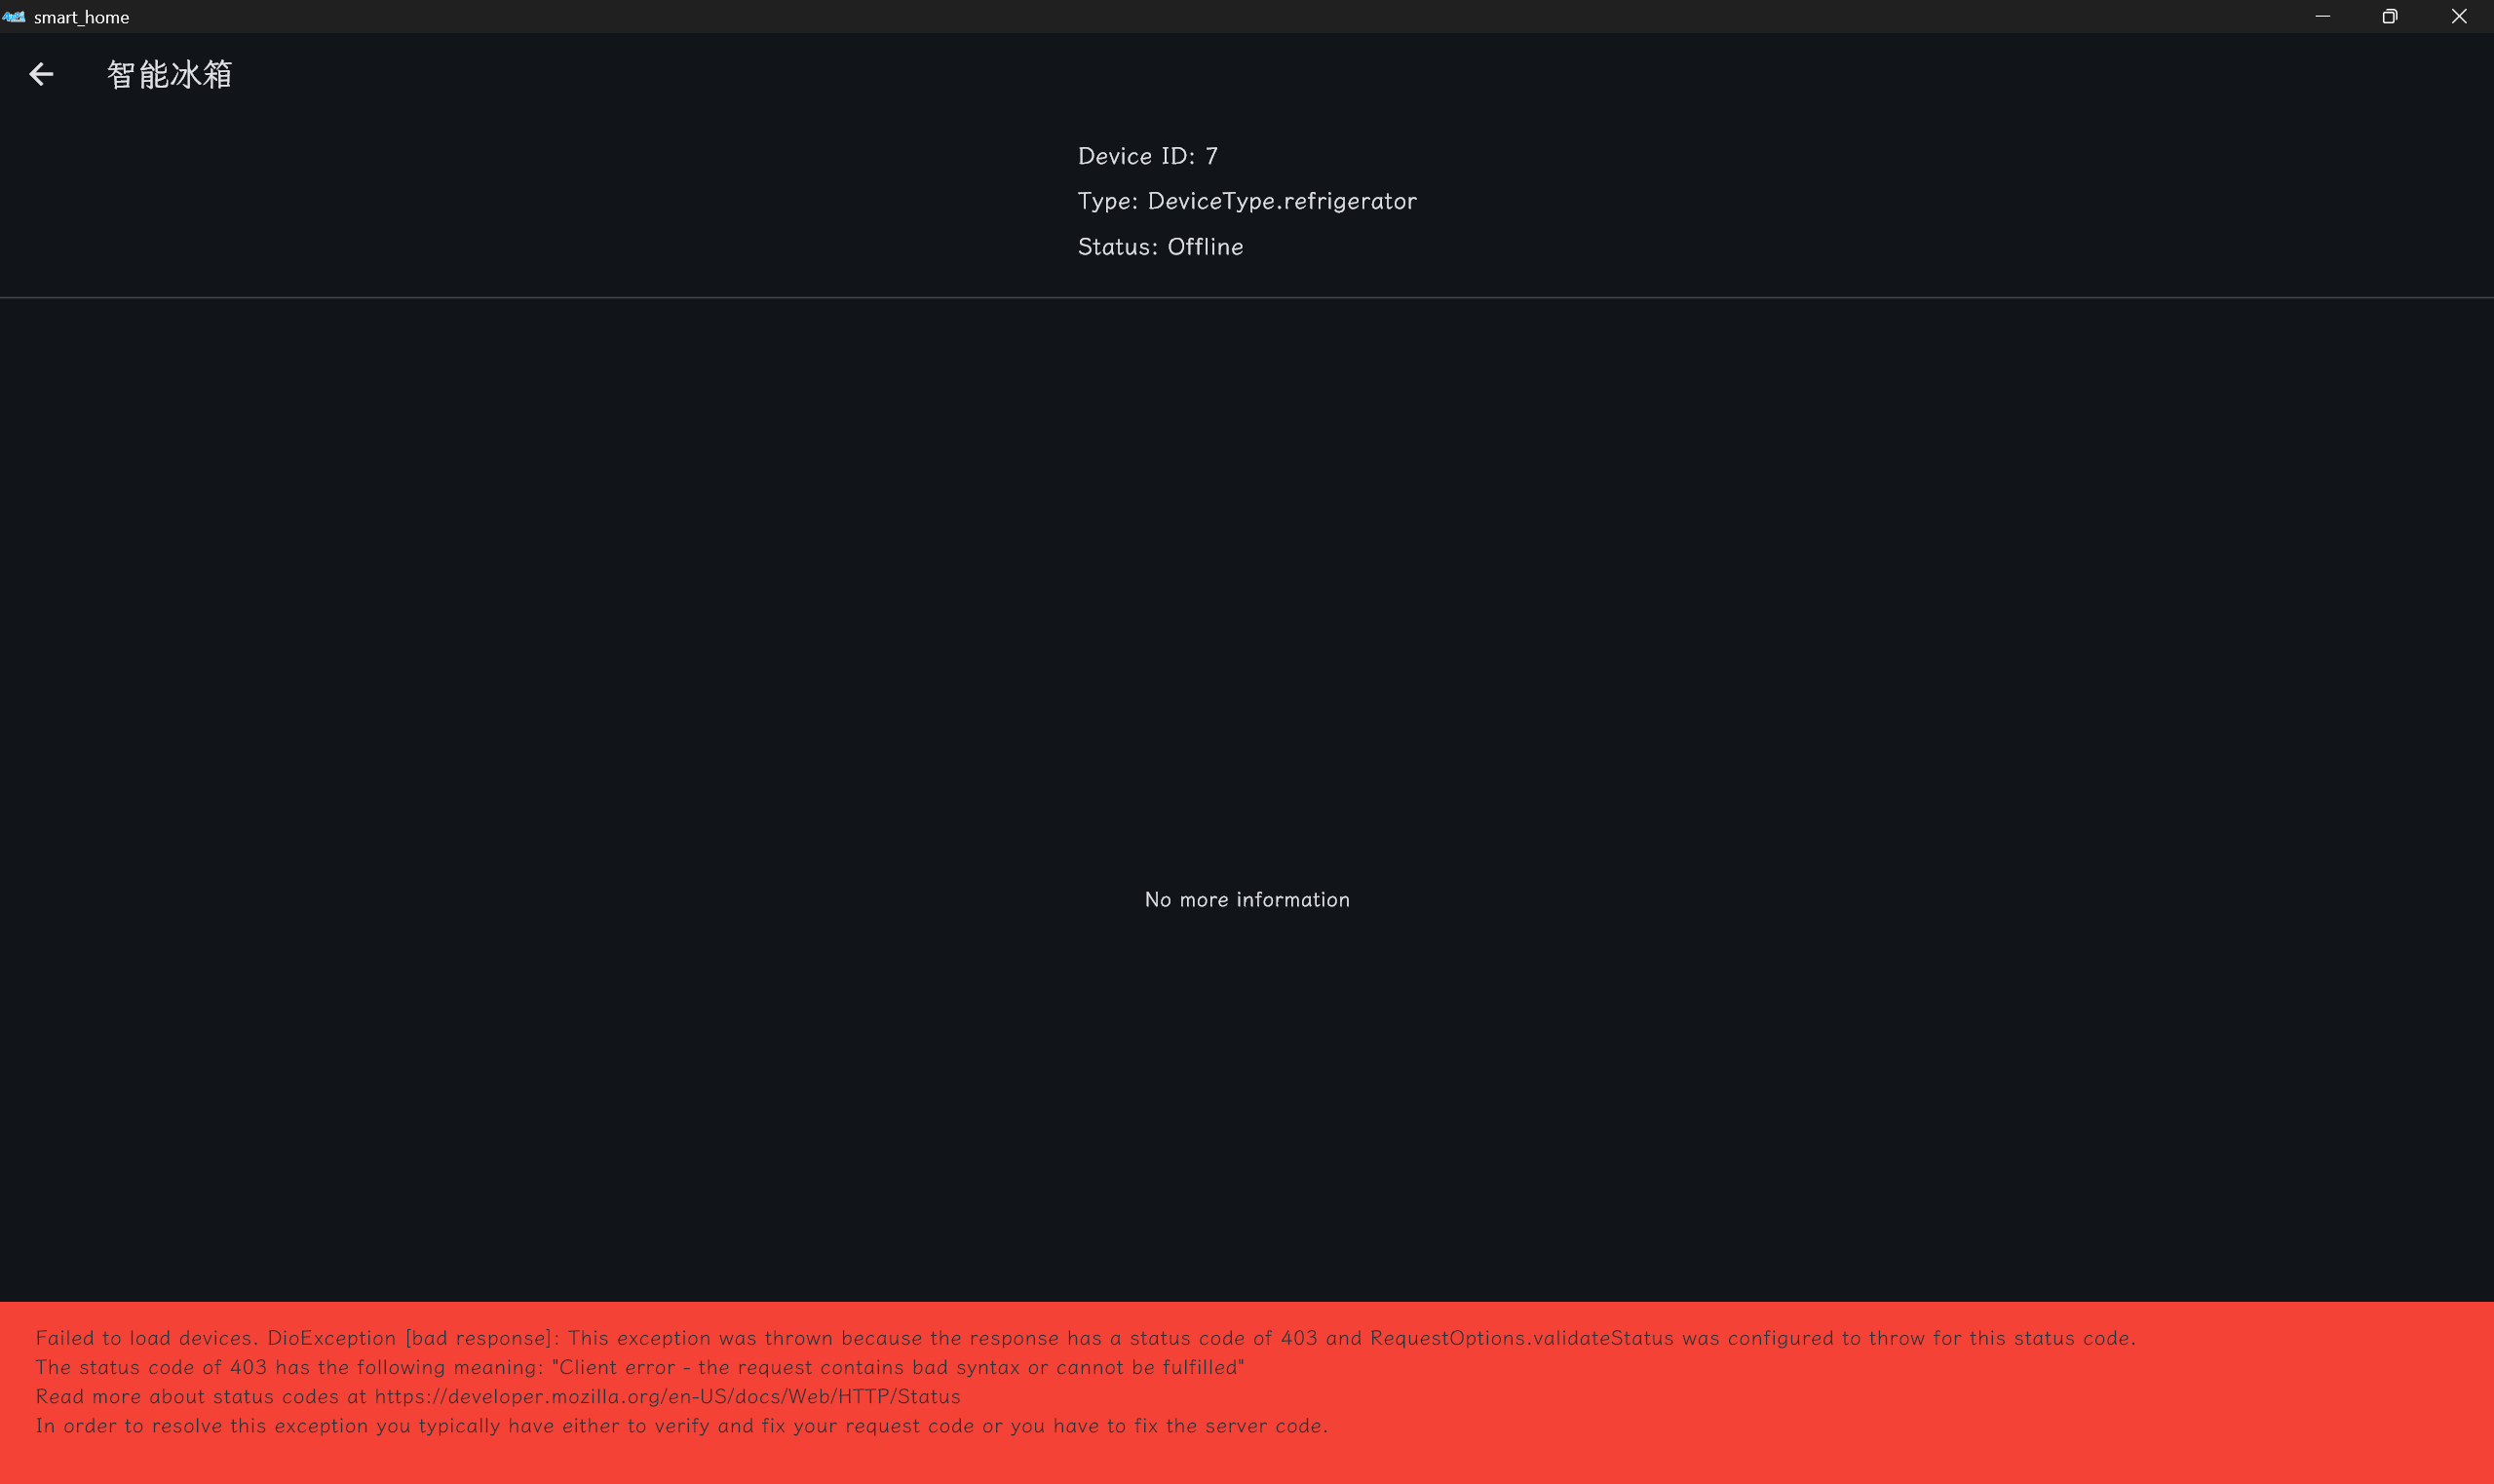 smart_home
智能冰箱
Device ID: 7
Type: DeviceType.refrigerator
Status: Offline
No more information
Failed to load devices. DioException [bad response]: This exception was thrown because the response has a status code of 403 and RequestOptions.validateStatus was configured to throw for this status code.
The status code of 403 has the following meaning: "Client error - the request contains bad syntax or cannot be fulfilled"
Read more about status codes at https://developer.mozilla.org/en-US/docs/Web/HTTP/Status
In order to resolve this exception you typically have either to verify and fix your request code or you have to fix the server code.